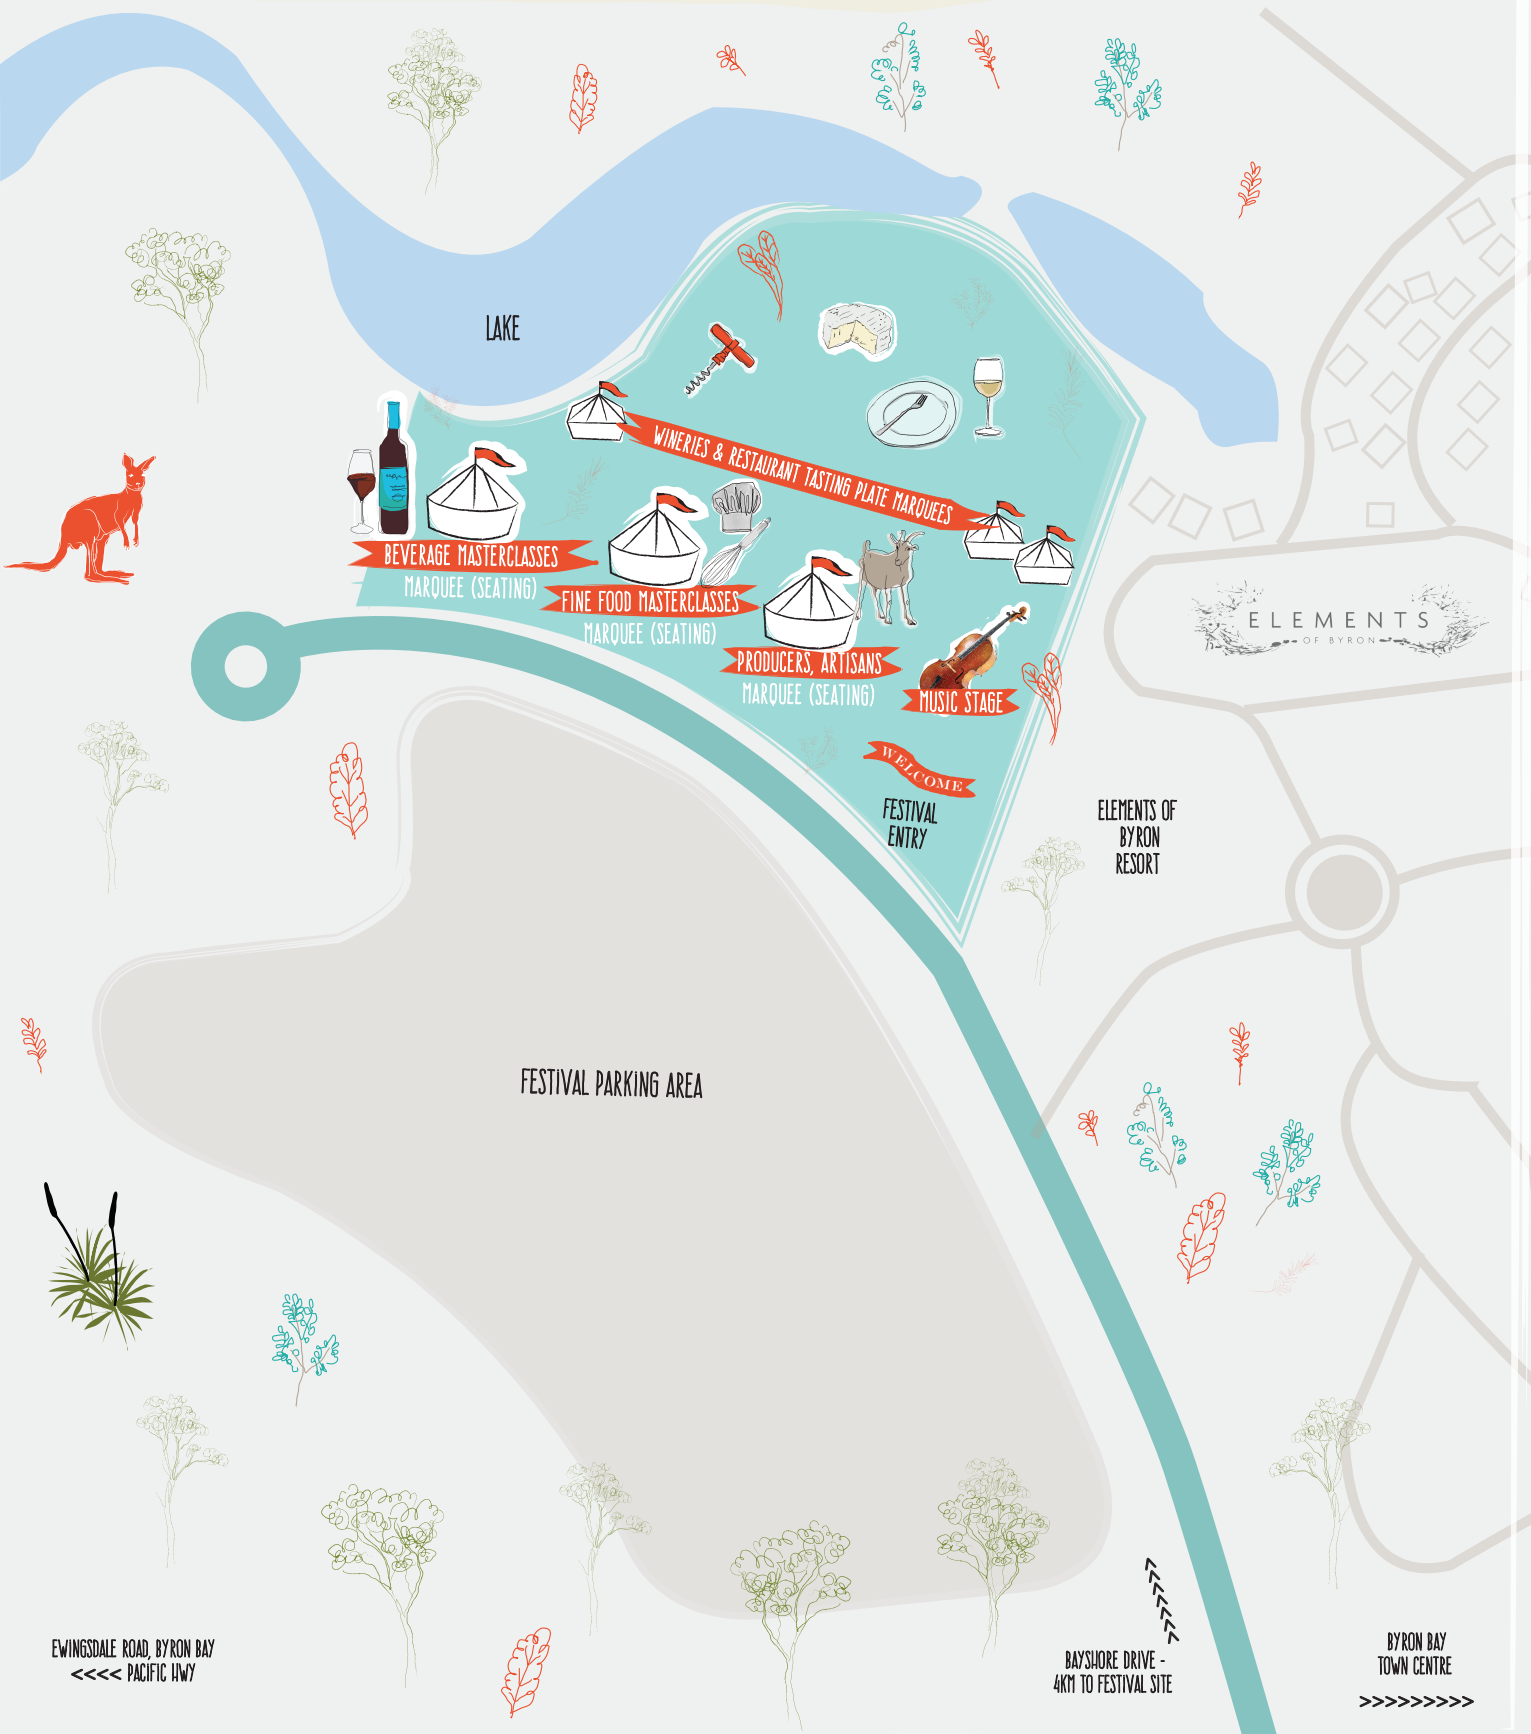 LAKE
WINERIES & RESTAURANT TASTING PLATE MARQUEES
BEVERAGE MASTERCLASSES
MARQUEE (SEATING)
FINE FOOD MASTERCLASSES
MARQUEE (SEATING)
PRODUCERS, ARTISANS
MARQUEE (SEATING)
MUSIC STAGE
WELCOME
FESTIVAL
ENTRY
ELEMENTS
OF BYRON
ELEMENTS OF
BYRON
RESORT
FESTIVAL PARKING AREA
EWINGSDALE ROAD, BYRON BAY
<<<< PACIFIC HWY
BAYSHORE DRIVE -
4KM TO FESTIVAL SITE
BYRON BAY
TOWN CENTRE
>>>>>>>>>>